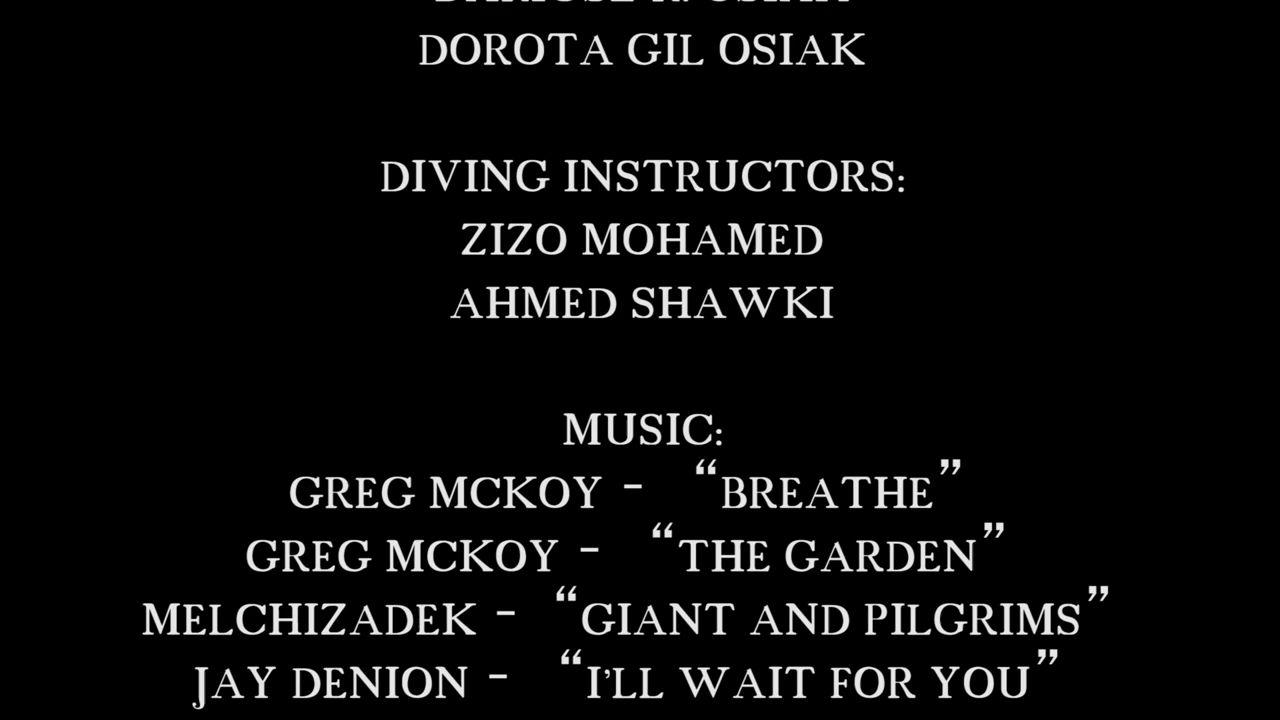 DOROTA GIL OSIAK
DIVING INSTRUCTORS:
ZIZO MOHAMED
AHMED SHAWKI
MUSIC:
GREG MCKOY - “BREATHE”
GREG MCKOY - “THE GARDEN”
MELCHIZADEK - “GIANT AND PILGRIMS”
JAY DENION - “I’LL WAIT FOR YOU”